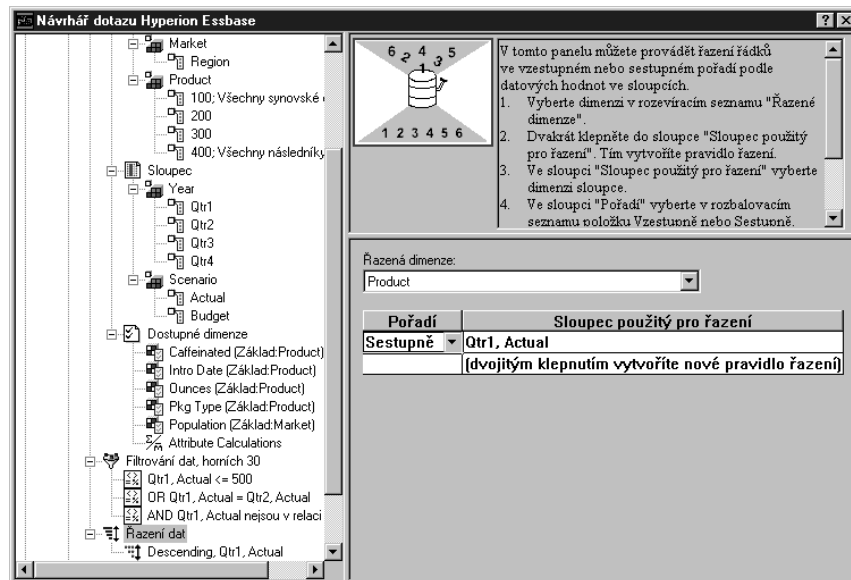 Návrhář dotazu Hyperion Essbase
Market
Region
Product
100; Všechny synovské
200
300
400; Všechny následníky
Sloupec
Year
Qtr1
Qtr2
Qtr3
Qtr4
Scenario
Actual
Budget
Dostupné dimenze
Caffeinated (Základ:Product)
Intro Date (Základ:Product)
Ounces (Základ:Product)
Pkg Type (Základ:Product)
Population (Základ:Market)
Attribute Calculations
Filtrování dat, horních 30
Qtr1, Actual <= 500
OR Qtr1, Actual = Qtr2, Actual
AND Qtr1, Actual nejsou v relaci
Řazení dat
Descending, Qtr1, Actual
6 2 4 3 5
1
1 2 3 4 5 6
V tomto panelu můžete provádět řazení řádků
ve vzestupném nebo sestupném pořadí podle
datových hodnot ve sloupcích.
1. Vyberte dimenzi v rozevíracím seznamu "Řazené
dimenze".
2. Dvakrát klepněte do sloupce "Sloupec použitý
pro řazení". Tím vytvoříte pravidlo řazení.
3. Ve sloupci "Sloupec použitý pro řazení" vyberte
dimenzi sloupce.
4. Ve sloupci "Pořadí" vyberte v rozbalovacím
seznamu položku Vzestupně nebo Sestupně.
Řazená dimenze:
Product
Pořadí Sloupec použitý pro řazení
Sestupně Qtr1, Actual
(dvojitým klepnutím vytvoříte nové pravidlo řazení)